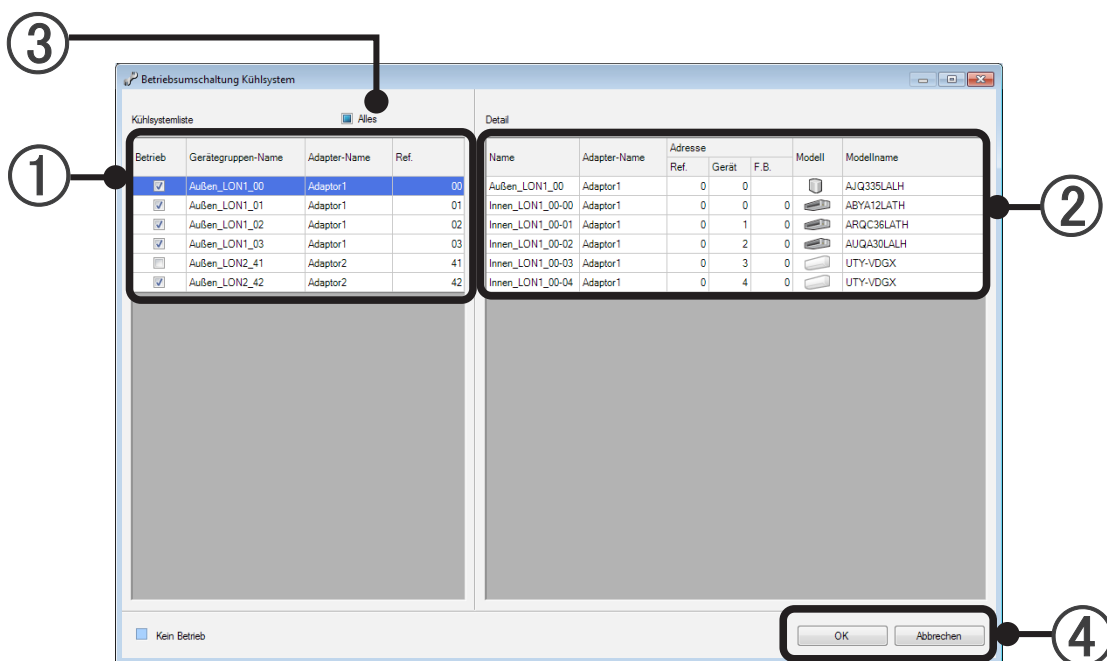 ③
Betriebsumschaltung Kühlsystem
Kühlsystemliste Alles Detail
①
②
Betrieb Gerätegruppen-Name Adapter-Name Ref.
Außen_LON1_00 Adaptor1 00
Außen_LON1_01 Adaptor1 01
Außen_LON1_02 Adaptor1 02
Außen_LON1_03 Adaptor1 03
Außen_LON2_41 Adaptor2 41
Außen_LON2_42 Adaptor2 42
Name Adapter-Name Adresse Modell Modellname
Ref. Gerät F.B.
Außen_LON1_00 Adaptor1 0 0 AJQ335LALH
Innen_LON1_00-00 Adaptor1 0 0 0 ABYA12LATH
Innen_LON1_00-01 Adaptor1 0 1 0 ARQC36LATH
Innen_LON1_00-02 Adaptor1 0 2 0 AUQA30LALH
Innen_LON1_00-03 Adaptor1 0 3 0 UTY-VDGX
Innen_LON1_00-04 Adaptor1 0 4 0 UTY-VDGX
Kein Betrieb OK Abbrechen
④